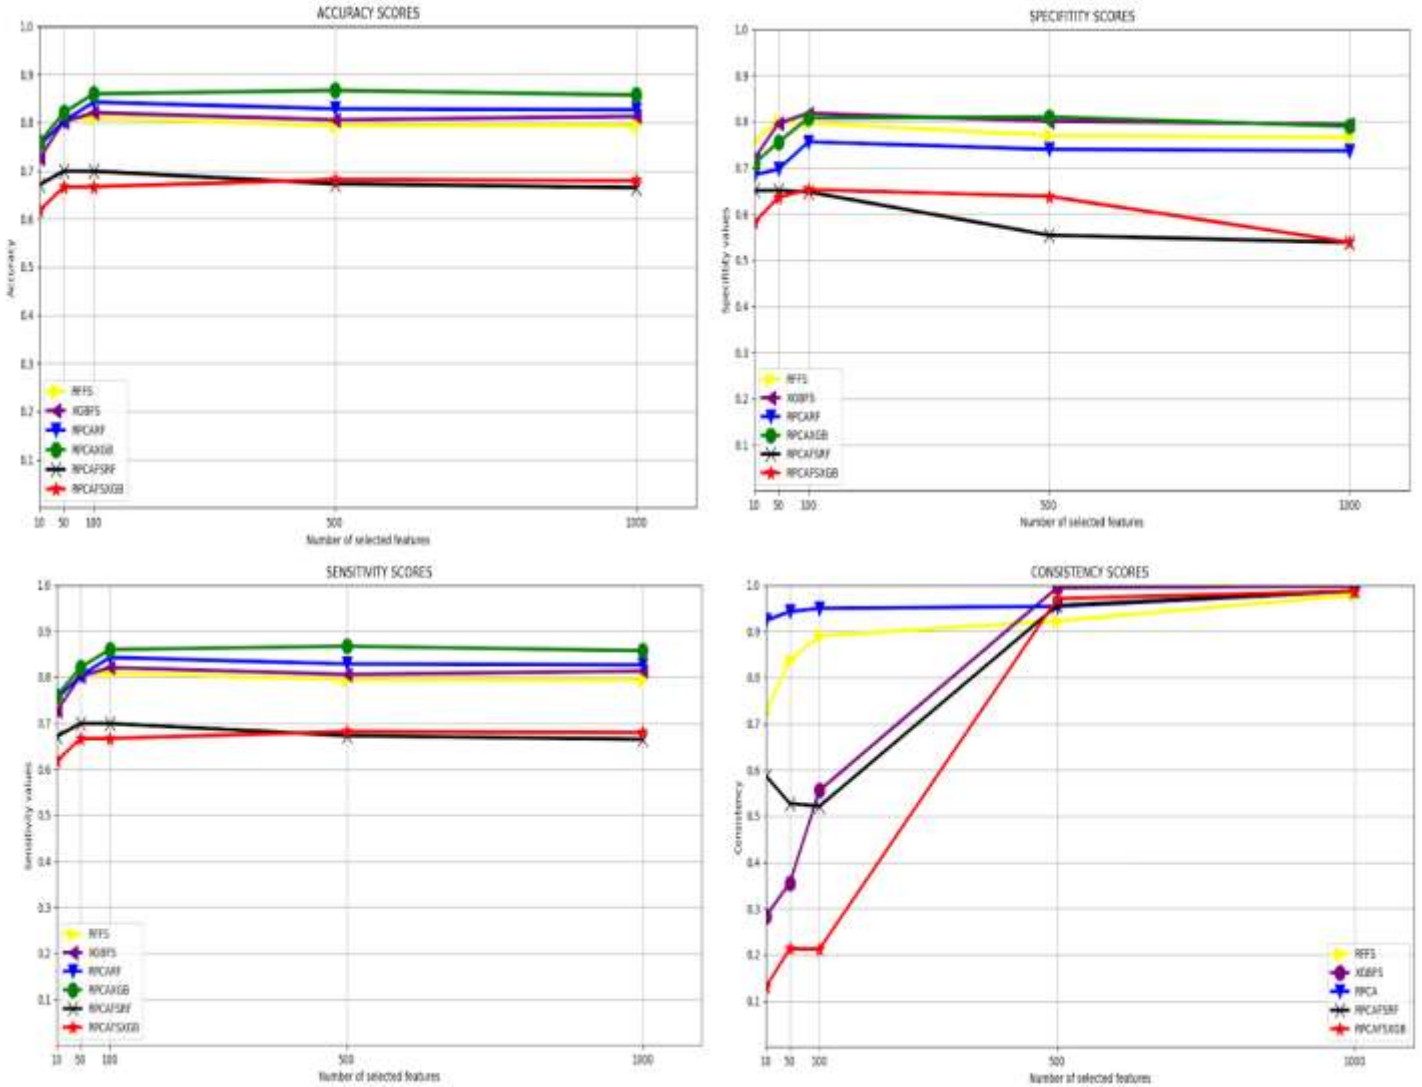 ACCURACY SCORES
1.0
0.9
0.8
0.7
0.6
0.5
0.4
0.3
0.2
0.1
Accuracy
RFFS
XGBFS
RPCARF
RPCAXGB
RPCAFSRF
RPCAFSXGB
10 50 100 500 1000
Number of selected features
SPECIFITITY SCORES
1.0
0.9
0.8
0.7
0.6
0.5
0.4
0.3
0.2
0.1
Specifitity values
RFFS
XGBFS
RPCARF
RPCAXGB
RPCAFSRF
RPCAFSXGB
10 50 100 500 1000
Number of selected features
SENSITIVITY SCORES
1.0
0.9
0.8
0.7
0.6
0.5
0.4
0.3
0.2
0.1
Sensitivity values
RFFS
XGBFS
RPCARF
RPCAXGB
RPCAFSRF
RPCAFSXGB
10 50 100 500 1000
Number of selected features
CONSISTENCY SCORES
1.0
0.9
0.8
0.7
0.6
0.5
0.4
0.3
0.2
0.1
Consistency
RFFS
XGBFS
RPCA
RPCAFSRF
RPCAFSXGB
10 50 500 1000
Number of selected features